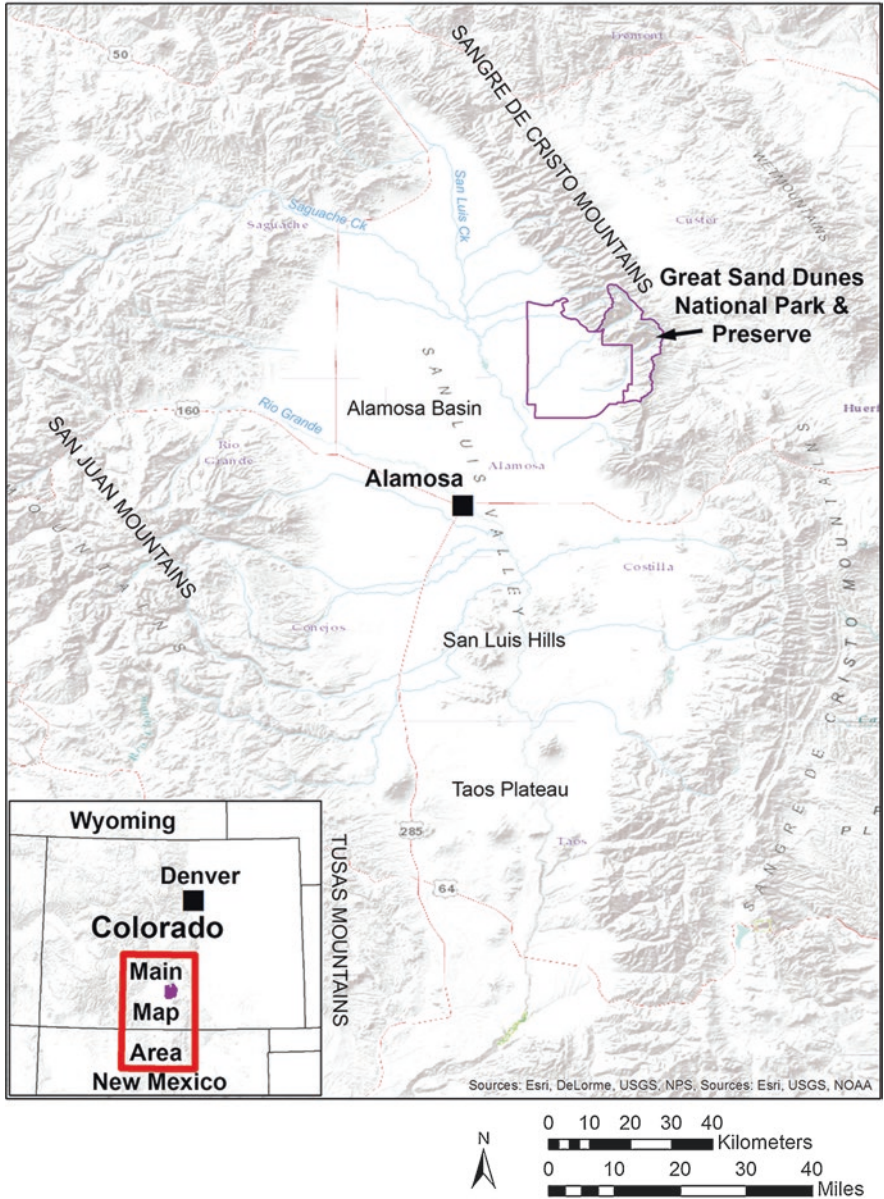 50
Fremont
SANGRE DE CRISTO MOUNTAINS
WET MOUNTAINS
San Luis Ck
Saguache Ck
Saguache
Custer
Great Sand Dunes
National Park &
Preserve
SAN LUIS VALLEY
Alamosa Basin
160
Rio Grande
Rio
Grande
Huerf
SAN JUAN MOUNTAINS
Alamosa
Alamosa
OUNTAINS
Costilla
Conejos
San Luis Hills
SANGRE DE CRISTO MOUNTAINS
Taos Plateau
285
Taos
64
TUSAS MOUNTAINS
Wyoming
Denver
Colorado
Main
Map
Area
New Mexico
Sources: Esri, DeLorme, USGS, NPS, Sources: Esri, USGS, NOAA
N
0 10 20 30 40
Kilometers
0 10 20 30 40
Miles